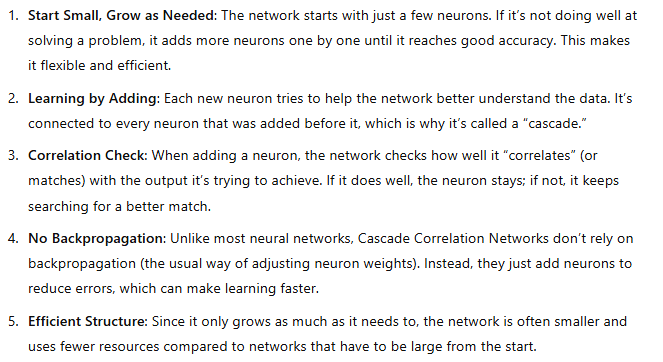 1. Start Small, Grow as Needed: The network starts with just a few neurons. If it’s not doing well at
solving a problem, it adds more neurons one by one until it reaches good accuracy. This makes
it flexible and efficient.
2. Learning by Adding: Each new neuron tries to help the network better understand the data. It’s
connected to every neuron that was added before it, which is why it’s called a “cascade.”
3. Correlation Check: When adding a neuron, the network checks how well it “correlates” (or
matches) with the output it’s trying to achieve. If it does well, the neuron stays; if not, it keeps
searching for a better match.
4. No Backpropagation: Unlike most neural networks, Cascade Correlation Networks don’t rely on
backpropagation (the usual way of adjusting neuron weights). Instead, they just add neurons to
reduce errors, which can make learning faster.
5. Efficient Structure: Since it only grows as much as it needs to, the network is often smaller and
uses fewer resources compared to networks that have to be large from the start.